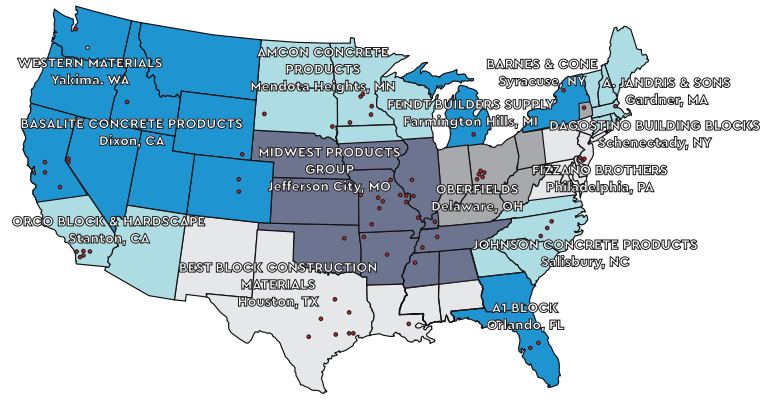 WESTERN MATERIALS
Yakima. WA
BASALITE CONCRETE PRODUCTS
Dixon, CA
ORCO BLOCK & HARDSCAPE
Stanton, CA
AMCON CONCRETE
PRODUCTS
Mendota Heights, MN
MIDWEST PRODUCTS
GROUP
Jefferson City, MO
BEST BLOCK CONSTRUCTION
MATERIALS
Houston, TX
FENDT BUILDERS SUPPLY
Farmington Hills, MI
OBERFIELDS
Delaware, OH
BARNES & CONE
Syracuse, NY
A. JANDRIS & SONS
Gardner, MA
DAGOSTINO BUILDING BLOCKS
Schenectady, NY
FIZZANO BROTHERS
Philadelphia, PA
JOHNSON CONCRETE PRODUCTS
Salisbury, NC
A1 BLOCK
Orlando, FL